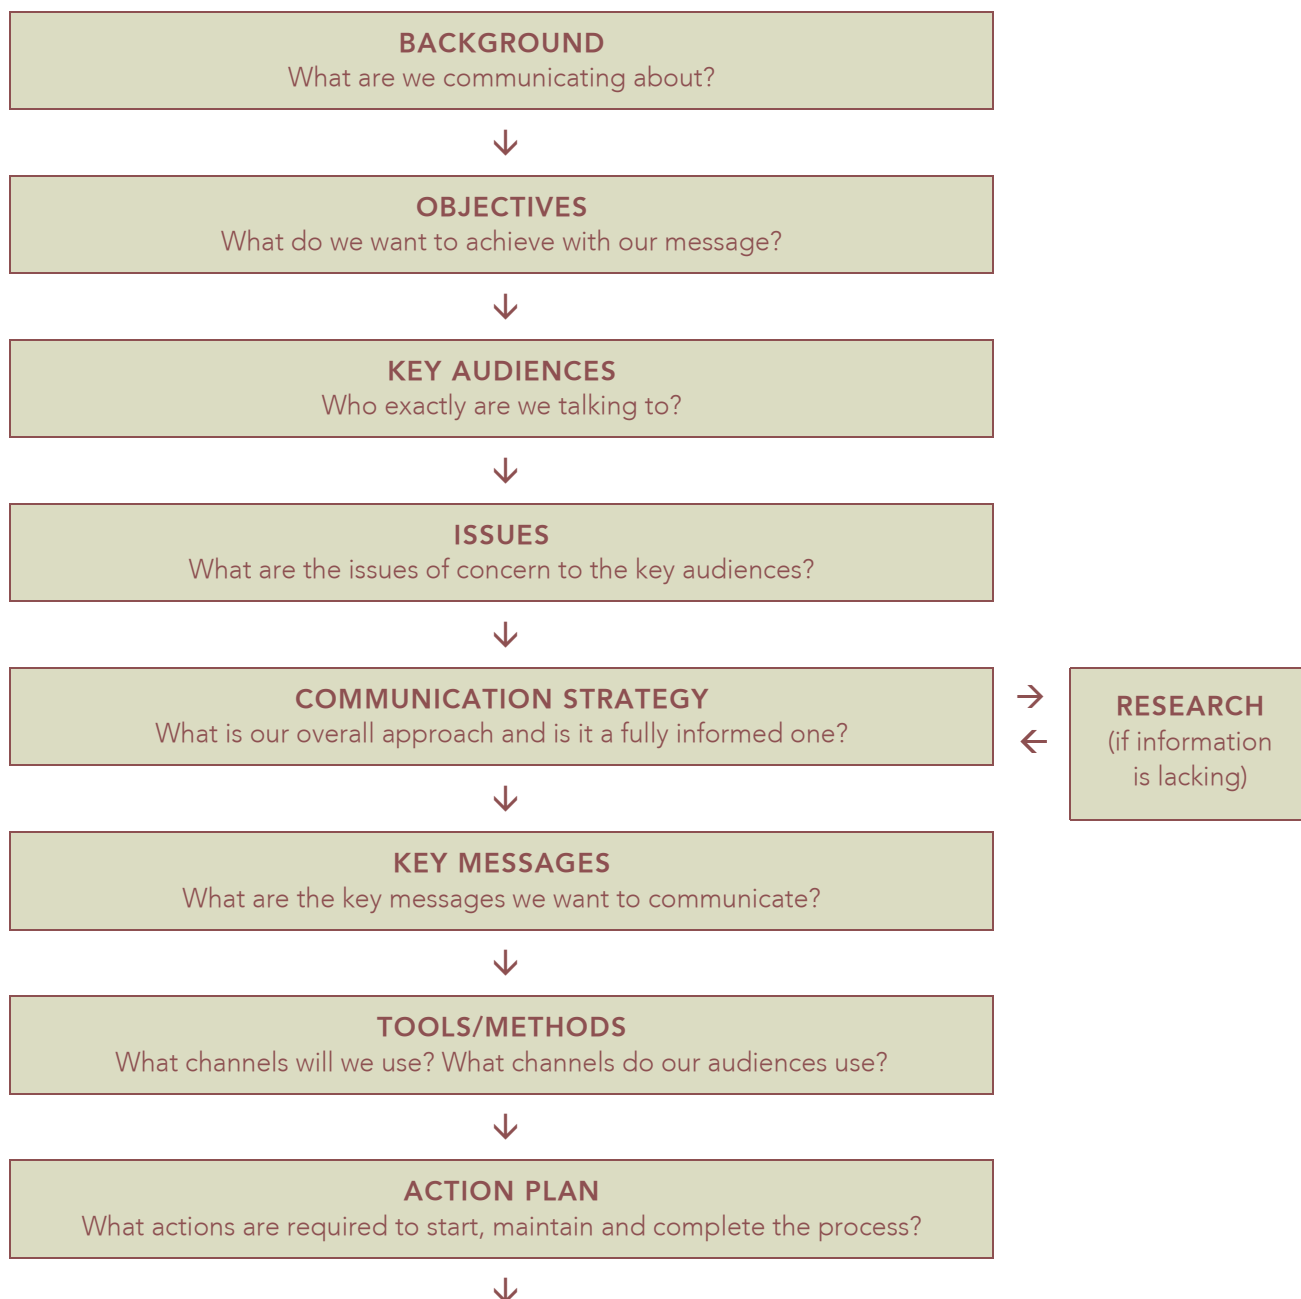 BACKGROUND
What are we communicating about?
OBJECTIVES
What do we want to achieve with our message?
KEY AUDIENCES
Who exactly are we talking to?
ISSUES
What are the issues of concern to the key audiences?
COMMUNICATION STRATEGY
What is our overall approach and is it a fully informed one?
RESEARCH
(if information
is lacking)
KEY MESSAGES
What are the key messages we want to communicate?
TOOLS/METHODS
What channels will we use? What channels do our audiences use?
ACTION PLAN
What actions are required to start, maintain and complete the process?